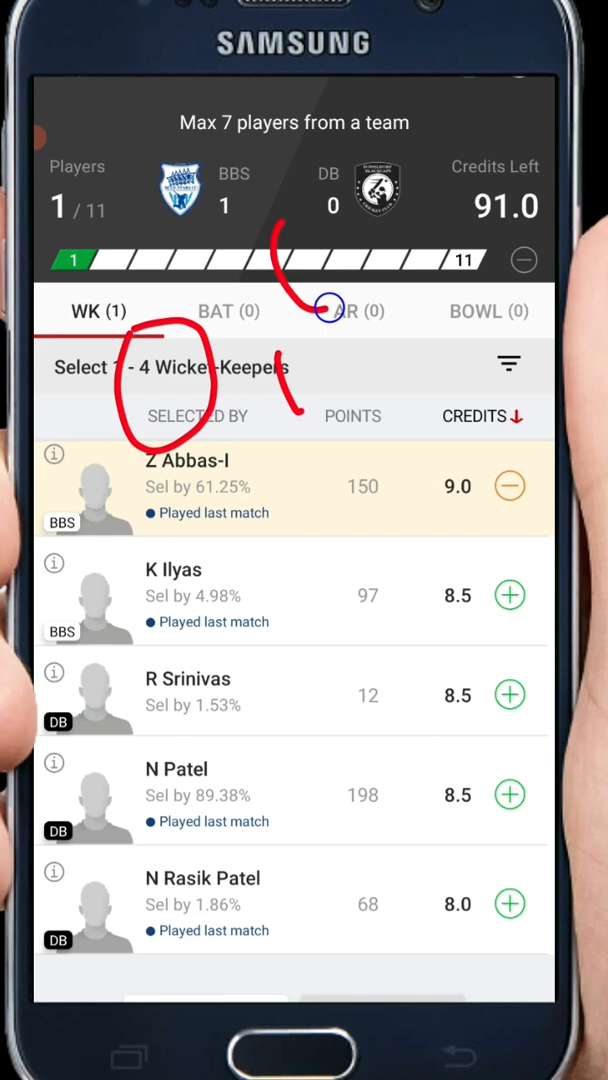 SAMSUNG
Max 7 players from a team
Players
BBS
DB
Credits Left
1 / 11
1
0
91.0
1
11
WK (1)
BAT (0)
AR (0)
BOWL (0)
Select 1 - 4 Wicket-Keepers
SELECTED BY
POINTS
CREDITS
Z Abbas-I
Sel by 61.25%
150
9.0
Played last match
BBS
K Ilyas
Sel by 4.98%
97
8.5
Played last match
BBS
R Srinivas
Sel by 1.53%
12
8.5
DB
N Patel
Sel by 89.38%
198
8.5
Played last match
DB
N Rasik Patel
Sel by 1.86%
68
8.0
Played last match
DB